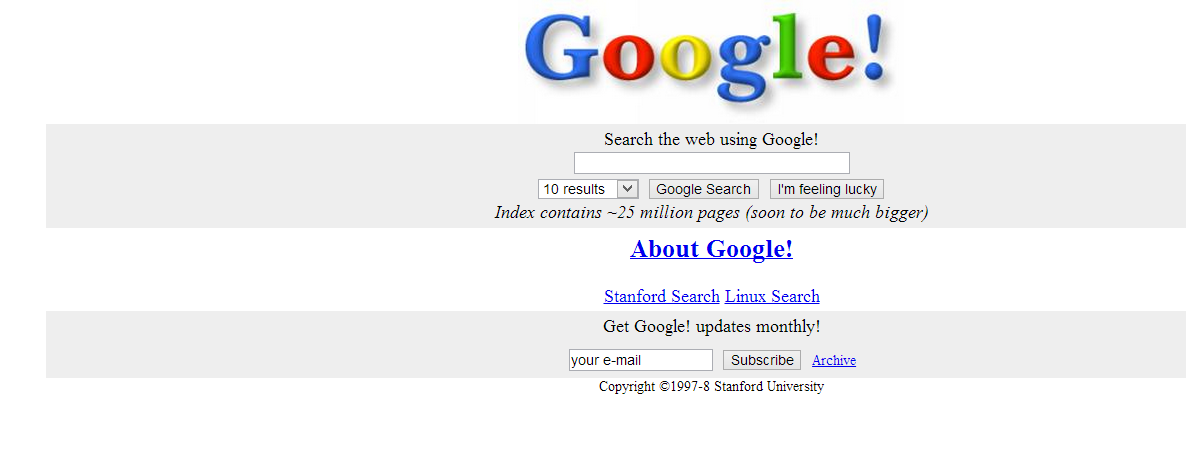 Google!
Search the web using Google!
10 results Google Search I'm feeling lucky
Index contains ~25 million pages (soon to be much bigger)
About Google!
Stanford Search Linux Search
Get Google! updates monthly!
your e-mail Subscribe Archive
Copyright ©1997-8 Stanford University